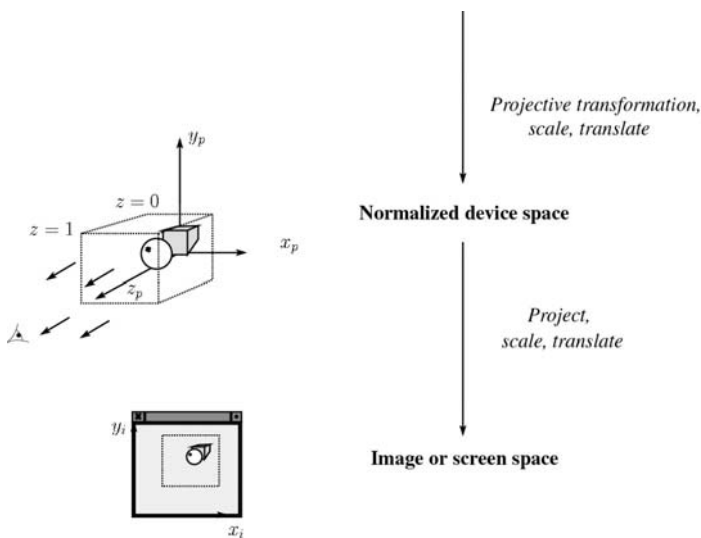 Projective transformation,
scale, translate
y_p
z = 0
Normalized device space
z = 1
x_p
z_p
Project,
scale, translate
y_i
Image or screen space
x_i